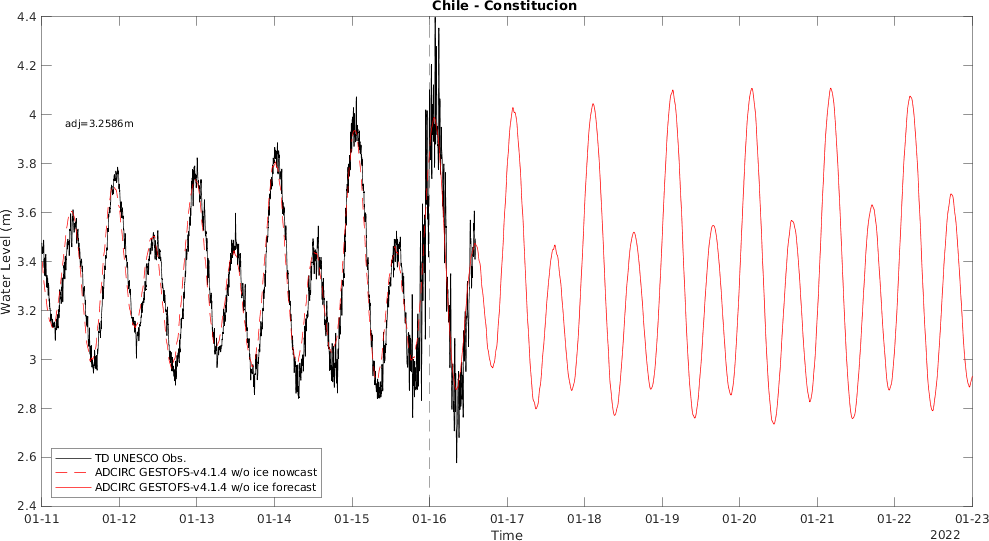 Chile - Constitucion
4.4
4.2
4
3.8
3.6
3.4
3.2
3
2.8
2.6
2.4
Water Level (m)
adj=3.2586m
TD UNESCO Obs.
ADCIRC GESTOFS-v4.1.4 w/o ice nowcast
ADCIRC GESTOFS-v4.1.4 w/o ice forecast
01-11 01-12 01-13 01-14 01-15 01-16 01-17 01-18 01-19 01-20 01-21 01-22 01-23
Time
2022